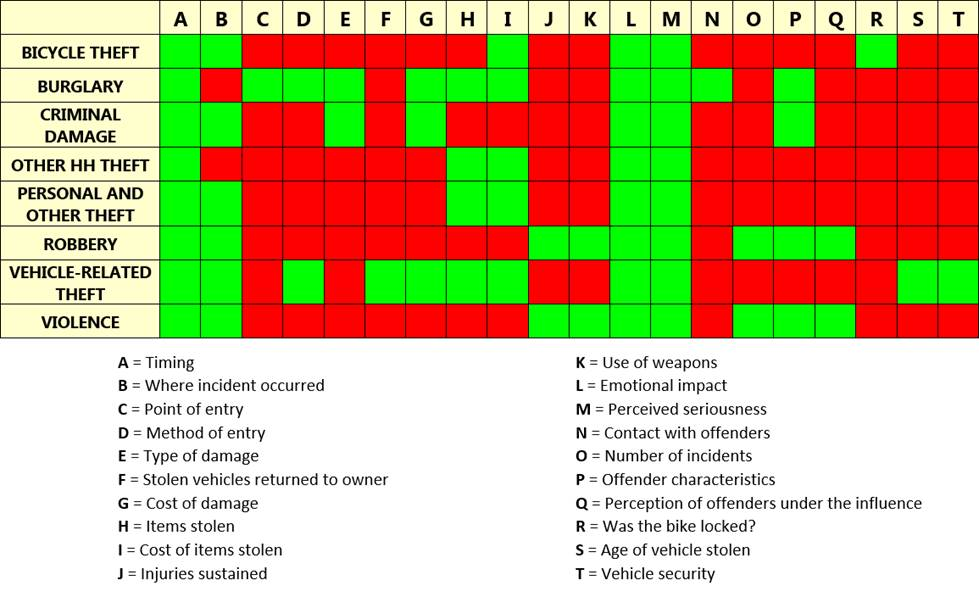 A B C D E F G H I J K L M N O P Q R S T
BICYCLE THEFT
BURGLARY
CRIMINAL
DAMAGE
OTHER HH THEFT
PERSONAL AND
OTHER THEFT
ROBBERY
VEHICLE-RELATED
THEFT
VIOLENCE
A = Timing
B = Where incident occurred
C = Point of entry
D = Method of entry
E = Type of damage
F = Stolen vehicles returned to owner
G = Cost of damage
H = Items stolen
I = Cost of items stolen
J = Injuries sustained
K = Use of weapons
L = Emotional impact
M = Perceived seriousness
N = Contact with offenders
O = Number of incidents
P = Offender characteristics
Q = Perception of offenders under the influence
R = Was the bike locked?
S = Age of vehicle stolen
T = Vehicle security